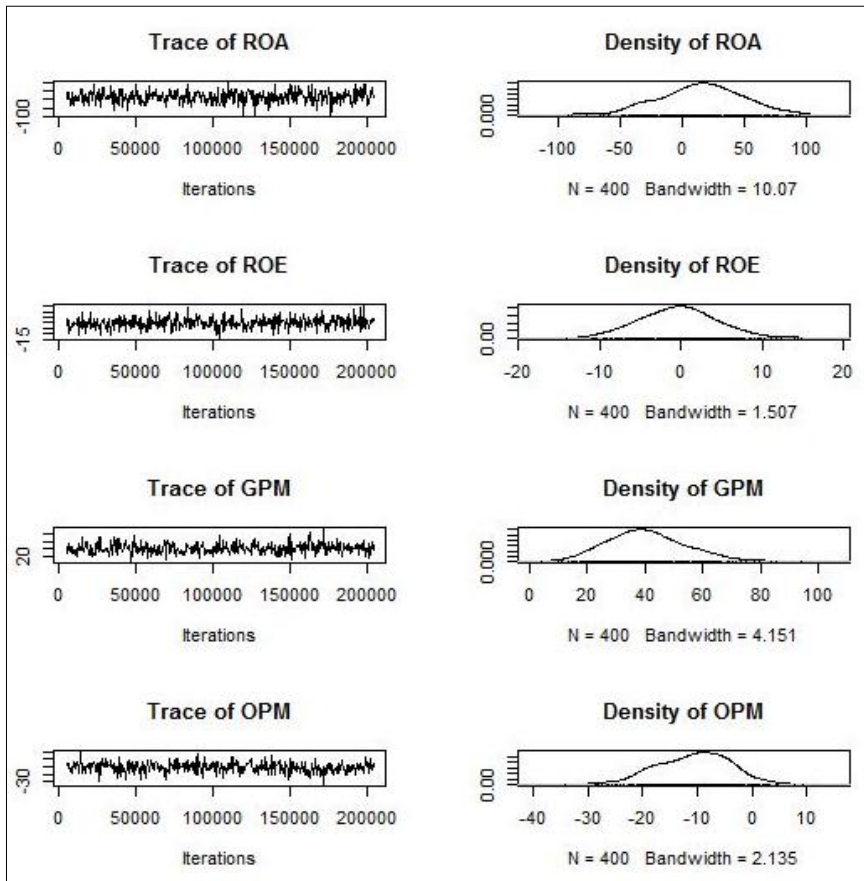 Trace of ROA
-100
0 50000 100000 150000 200000
Iterations
Density of ROA
0.000
-100 -50 0 50 100
N = 400 Bandwidth = 10.07
Trace of ROE
-15
0 50000 100000 150000 200000
Iterations
Density of ROE
0.00
-20 -10 0 10 20
N = 400 Bandwidth = 1.507
Trace of GPM
20
0 50000 100000 150000 200000
Iterations
Density of GPM
0.000
0 20 40 60 80 100
N = 400 Bandwidth = 4.151
Trace of OPM
-30
0 50000 100000 150000 200000
Iterations
Density of OPM
0.00
-40 -30 -20 -10 0 10
N = 400 Bandwidth = 2.135